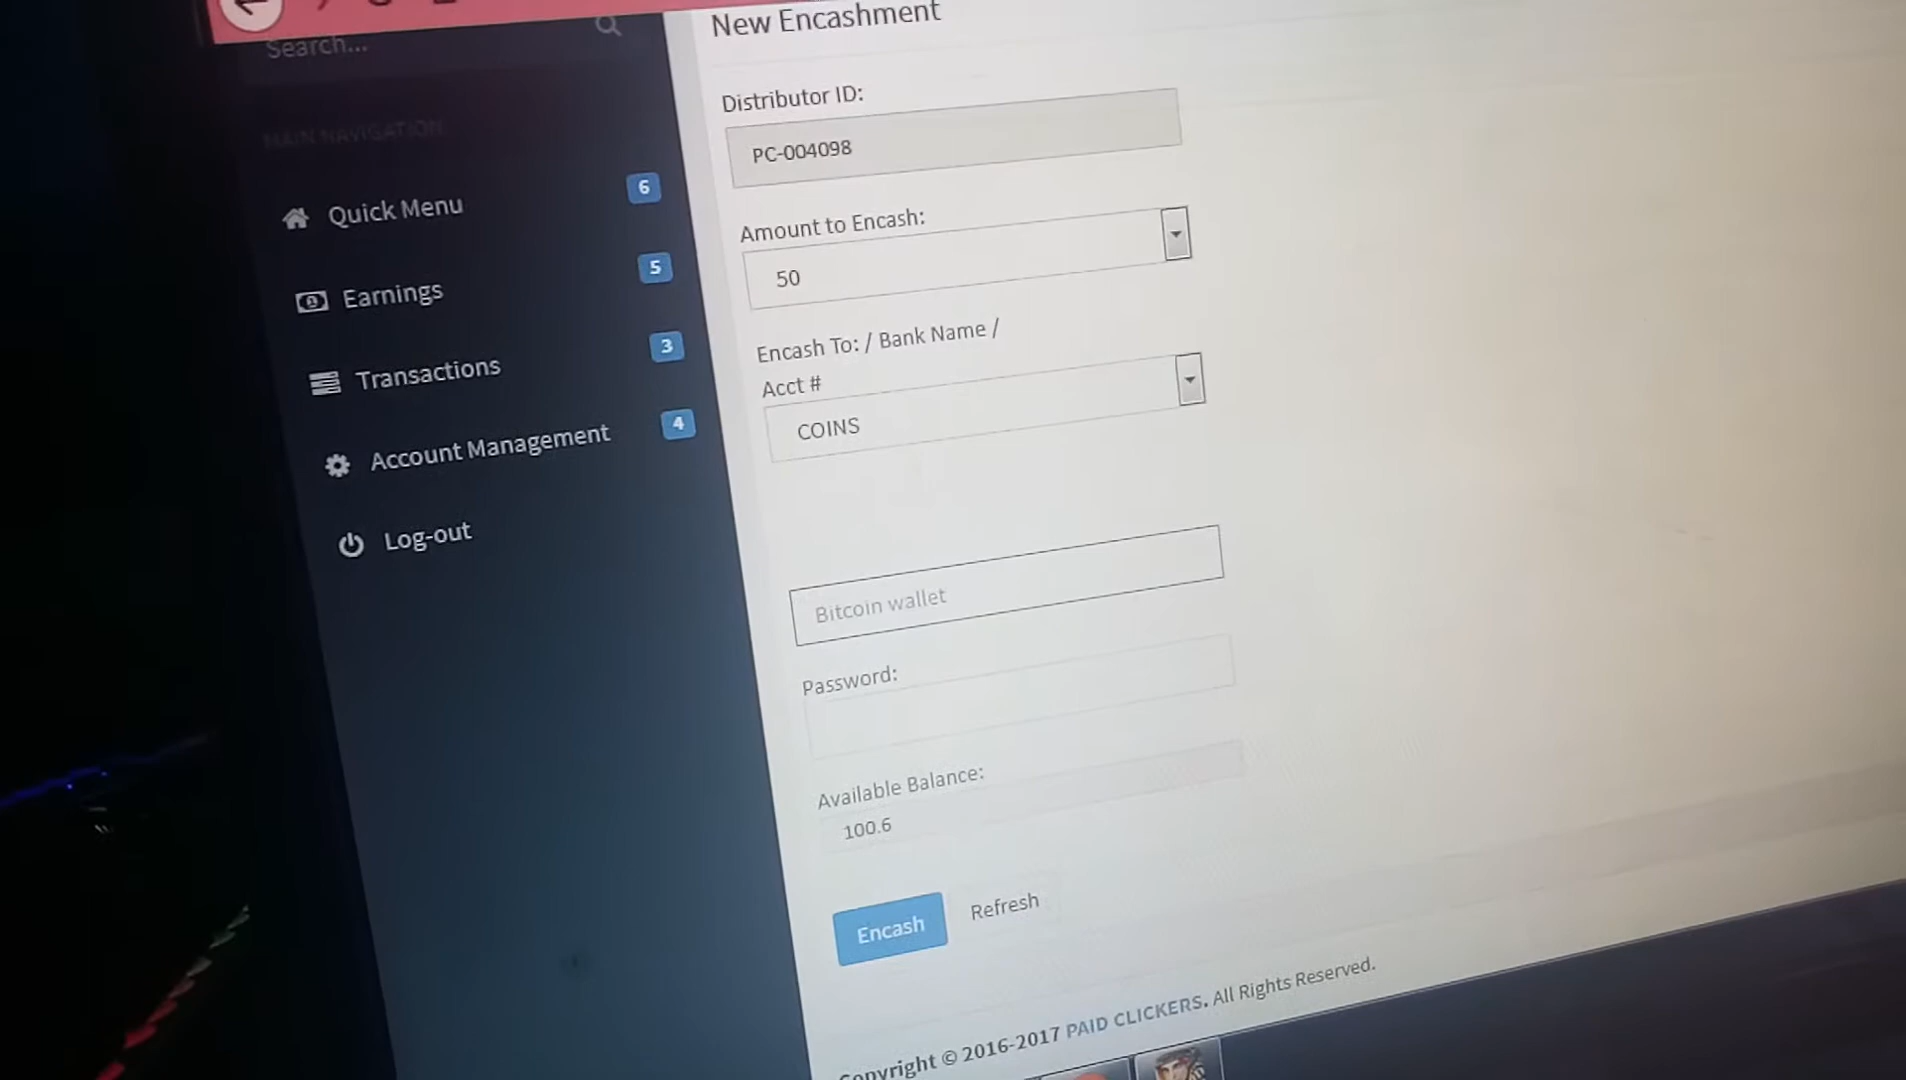 New Encashment
Search...
MAIN NAVIGATION
Quick Menu
6
Earnings
5
Transactions
3
Account Management
4
Log-out
Distributor ID:
PC-004098
Amount to Encash:
50
Encash To: / Bank Name /
Acct #
COINS
Bitcoin wallet
Password:
Available Balance:
100.6
Encash
Refresh
Copyright © 2016-2017 PAID CLICKERS. All Rights Reserved.